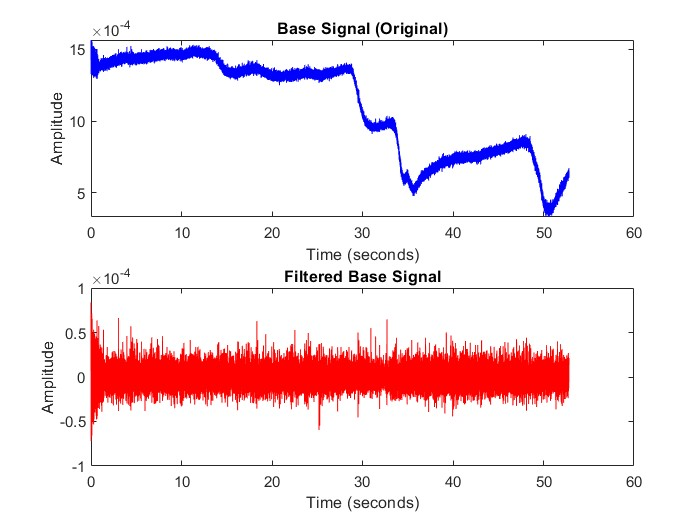 Base Signal (Original)
×10⁻⁴
15
10
5
Amplitude
0 10 20 30 40 50 60
Time (seconds)
Filtered Base Signal
×10⁻⁴
1
0.5
0
-0.5
-1
Amplitude
0 10 20 30 40 50 60
Time (seconds)